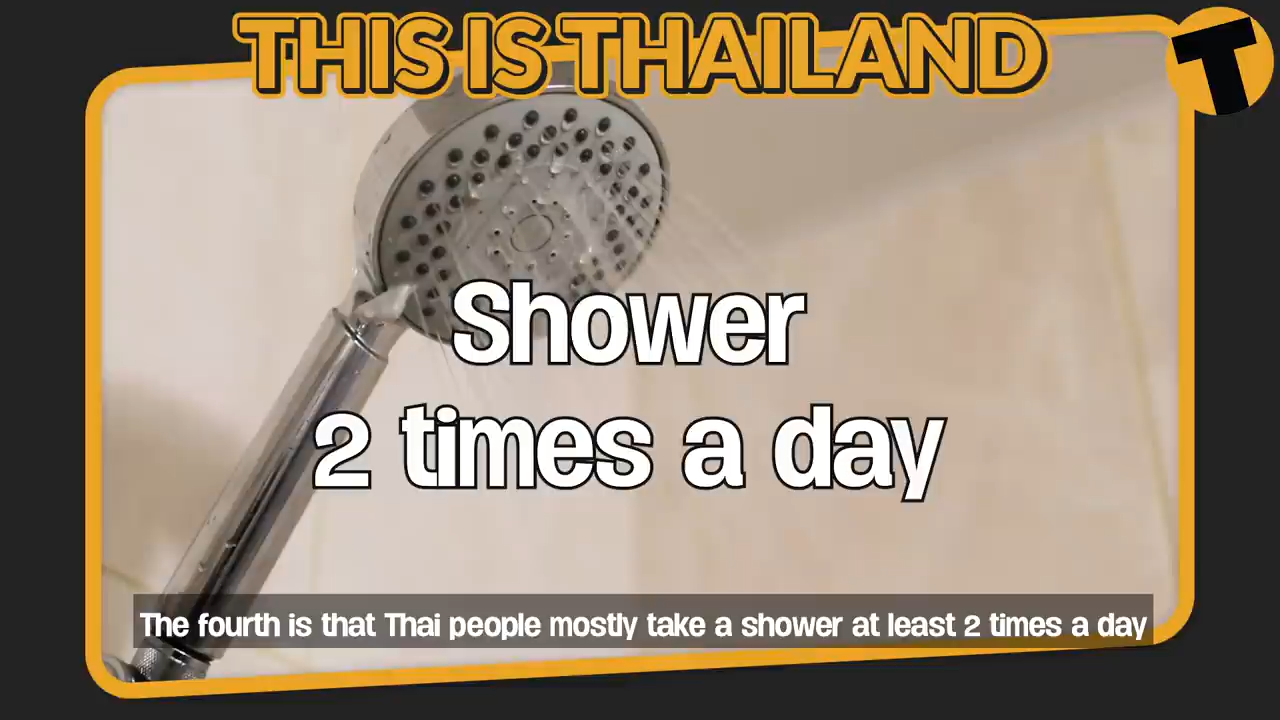 THIS IS THAILAND
T
Shower
2 times a day
The fourth is that Thai people mostly take a shower at least 2 times a day